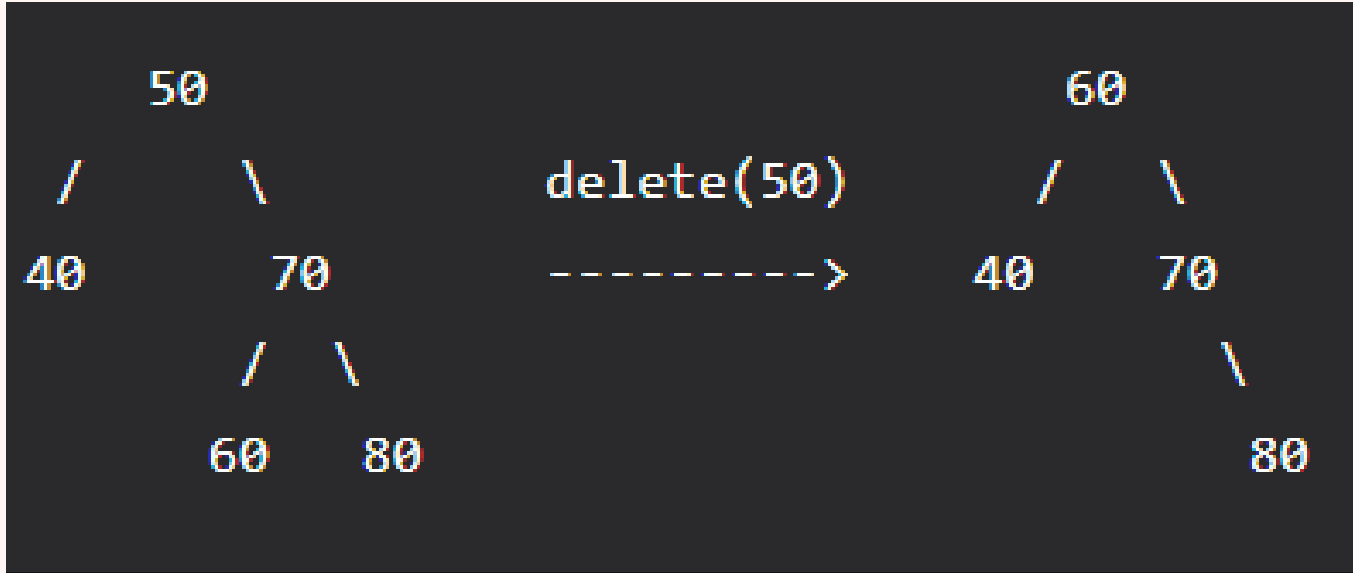 50                             60
/     \         delete(50)      /   \
40      70       --------->    40    70
/   \                            \
60   80                            80